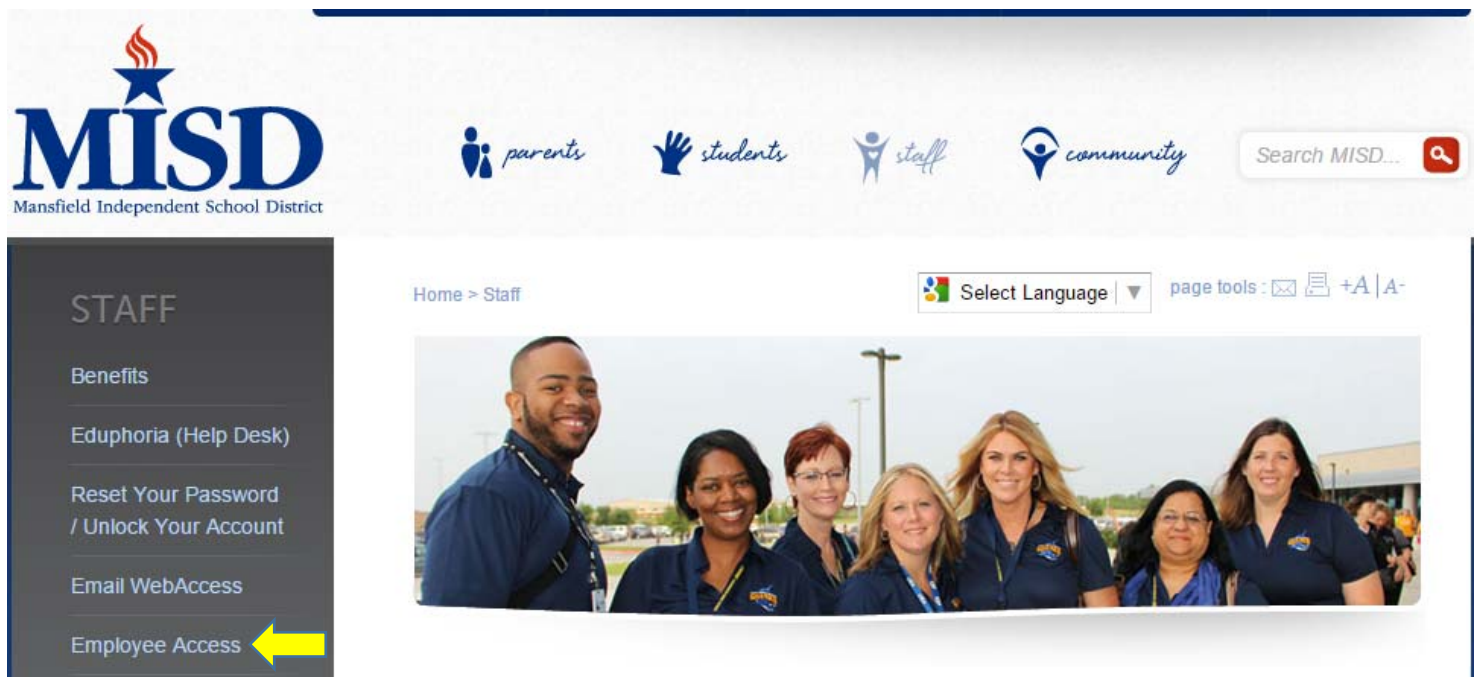 MISD
Mansfield Independent School District
parents
students
staff
community
Search MISD...
STAFF
Benefits
Eduphoria (Help Desk)
Reset Your Password
/ Unlock Your Account
Email WebAccess
Employee Access
Home > Staff
Select Language
page tools :
+A | A-